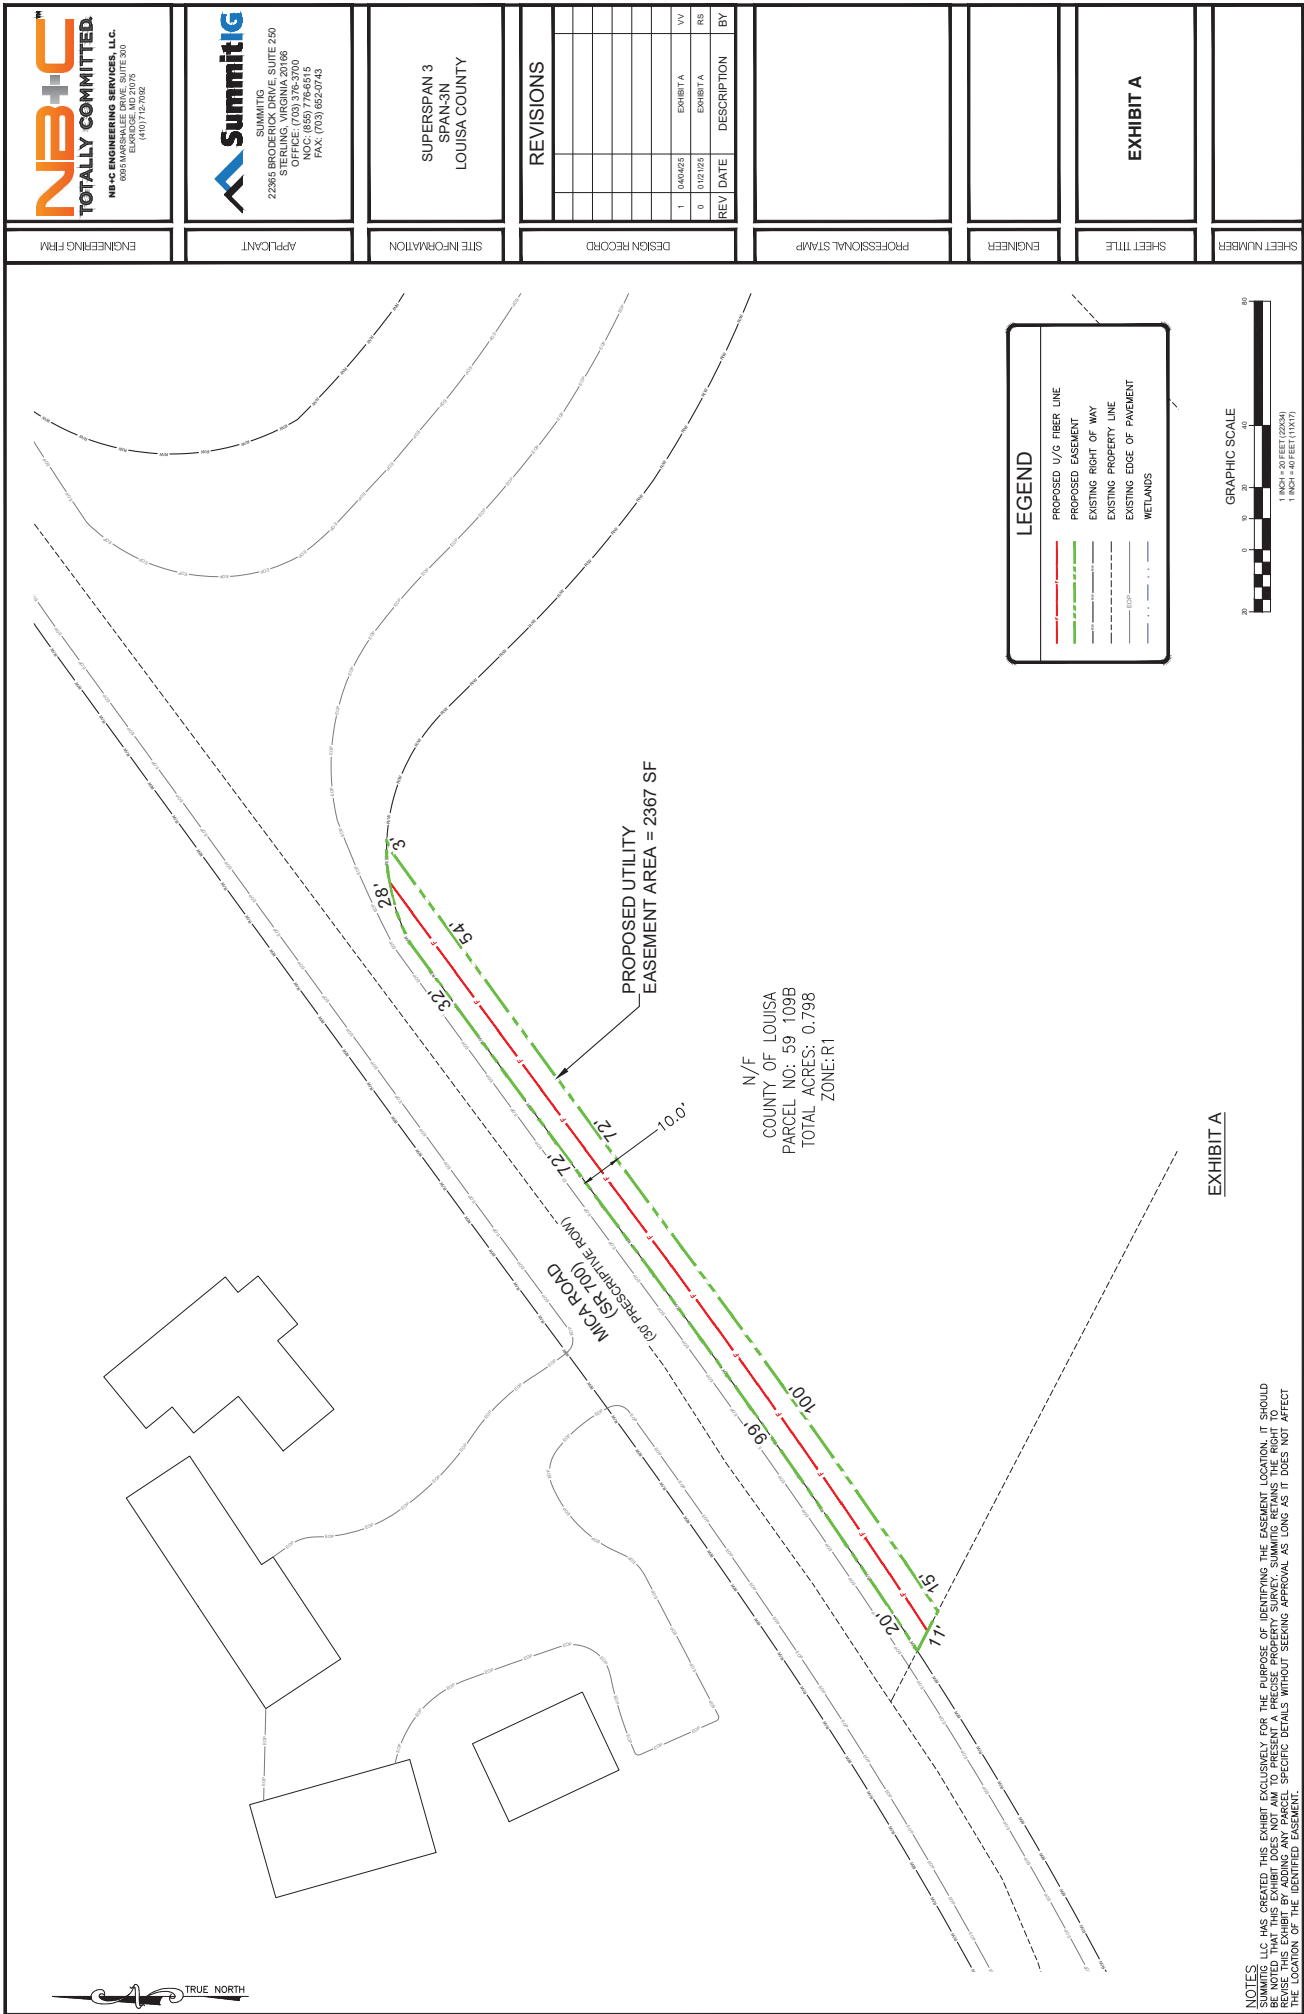 NB+C
TOTALLY COMMITTED.
NB+C ENGINEERING SERVICES, LLC.
6095 MARSHALEE DRIVE, SUITE 300
ELKRIDGE, MD 21075
(410) 712-7092
ENGINEERING FIRM
SummitIG
SUMMITIG
22365 BRODERICK DRIVE, SUITE 250
STERLING, VIRGINIA 20166
OFFICE: (703) 376-3700
NOC: (855) 776-6515
FAX: (703) 652-0743
APPLICANT
SUPERSPAN 3
SPAN-3N
LOUISA COUNTY
SITE INFORMATION
REVISIONS
1 04/04/25 EXHIBIT A VV
0 01/21/25 EXHIBIT A RS
REV DATE DESCRIPTION BY
DESIGN RECORD
PROFESSIONAL STAMP
ENGINEER
EXHIBIT A
SHEET TITLE
SHEET NUMBER
LEGEND
PROPOSED U/G FIBER LINE
PROPOSED EASEMENT
EXISTING RIGHT OF WAY
EXISTING PROPERTY LINE
EOP EXISTING EDGE OF PAVEMENT
WETLANDS
GRAPHIC SCALE
20 0 10 20 40 80
1 INCH = 20 FEET (22X34)
1 INCH = 40 FEET (11X17)
PROPOSED UTILITY
EASEMENT AREA = 2367 SF
N/F
COUNTY OF LOUISA
PARCEL NO: 59 109B
TOTAL ACRES: 0.798
ZONE: R1
MICA ROAD
(SR 700)
(30' PRESCRIPTIVE ROW)
3'
28'
54'
32'
72'
72'
10.0'
100'
99'
15'
20'
11'
TRUE NORTH
EXHIBIT A
NOTES
SUMMITIG LLC HAS CREATED THIS EXHIBIT EXCLUSIVELY FOR THE PURPOSE OF IDENTIFYING THE EASEMENT LOCATION. IT SHOULD
BE NOTED THAT THIS EXHIBIT DOES NOT AIM TO PRESENT A PRECISE PROPERTY SURVEY. SUMMITIG RETAINS THE RIGHT TO
REVISE THIS EXHIBIT BY ADDING ANY PARCEL SPECIFIC DETAILS WITHOUT SEEKING APPROVAL AS LONG AS IT DOES NOT AFFECT
THE LOCATION OF THE IDENTIFIED EASEMENT.